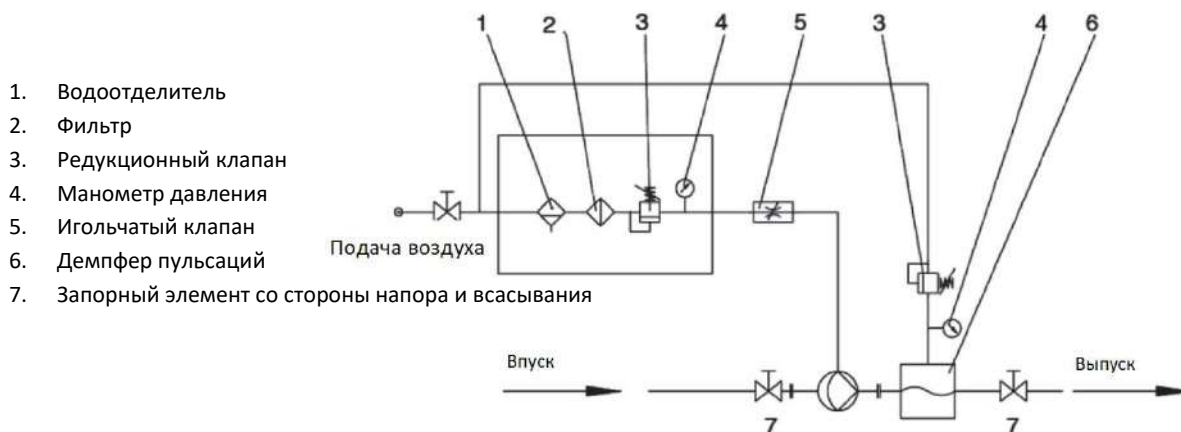 1 2 3 4 5 3 4 6
1. Водоотделитель
2. Фильтр
3. Редукционный клапан
4. Манометр давления
5. Игольчатый клапан
6. Демпфер пульсаций
7. Запорный элемент со стороны напора и всасывания
Подача воздуха
Впуск
Выпуск
7 7